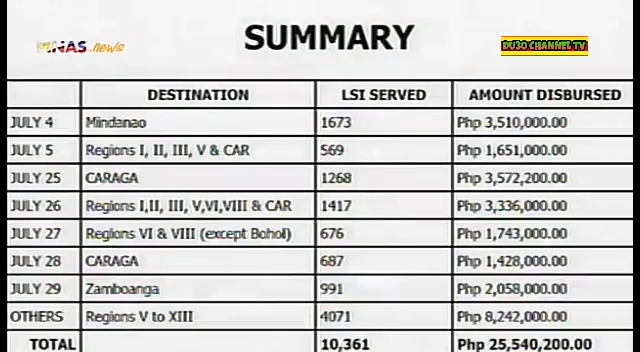 SUMMARY
PINAS.news
DU30 CHANNEL TV
DESTINATION LSI SERVED AMOUNT DISBURSED
JULY 4 Mindanao 1673 Php 3,510,000.00
JULY 5 Regions I, II, III, V & CAR 569 Php 1,651,000.00
JULY 25 CARAGA 1268 Php 3,572,200.00
JULY 26 Regions I,II, III, V,VI,VIII & CAR 1417 Php 3,336,000.00
JULY 27 Regions VI & VIII (except Bohol) 676 Php 1,743,000.00
JULY 28 CARAGA 687 Php 1,428,000.00
JULY 29 Zamboanga 991 Php 2,058,000.00
OTHERS Regions V to XIII 4071 Php 8,242,000.00
TOTAL 10,361 Php 25,540,200.00